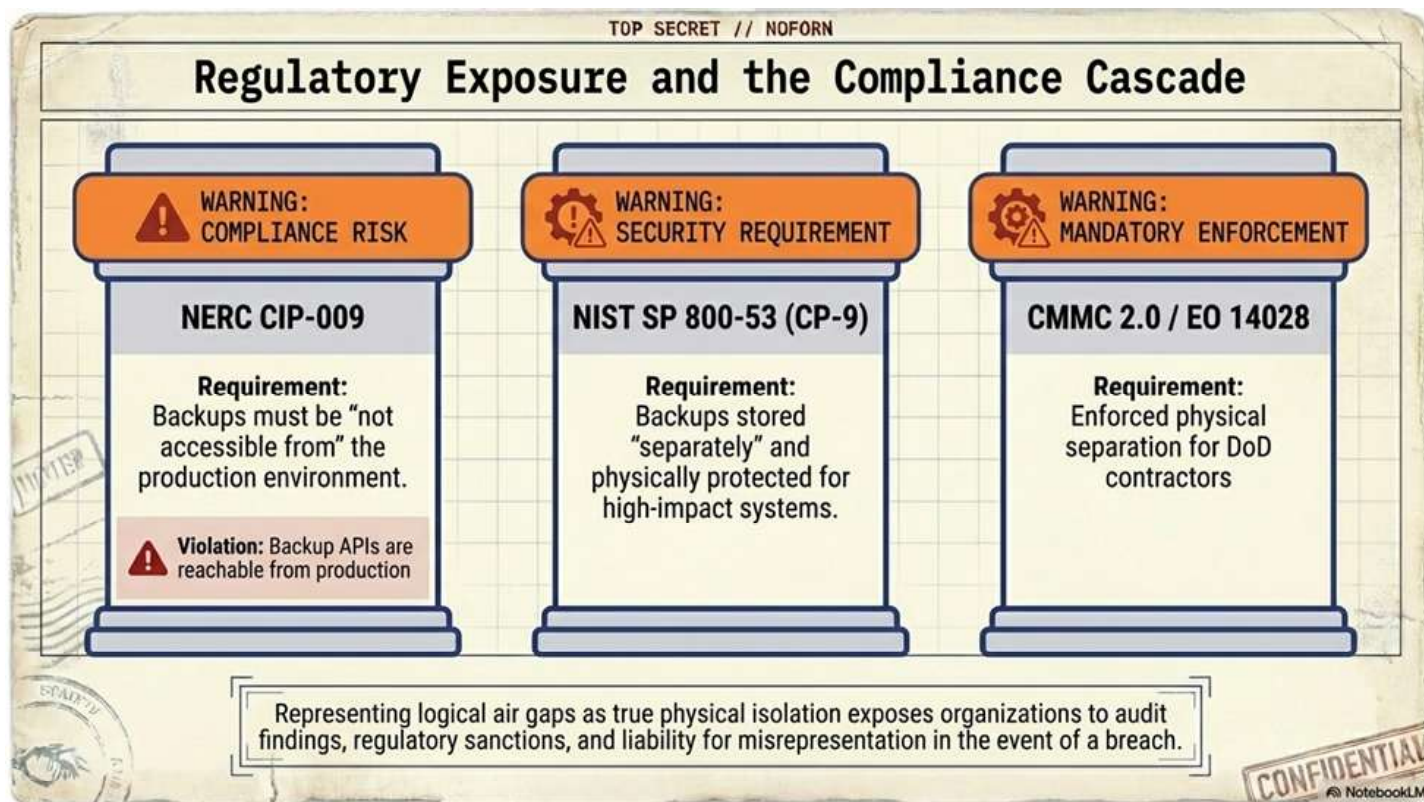 TOP SECRET // NOFORN
Regulatory Exposure and the Compliance Cascade
WARNING:
COMPLIANCE RISK
NERC CIP-009
Requirement:
Backups must be “not
accessible from” the
production environment.
Violation: Backup APIs are
reachable from production
WARNING:
SECURITY REQUIREMENT
NIST SP 800-53 (CP-9)
Requirement:
Backups stored
“separately” and
physically protected for
high-impact systems.
WARNING:
MANDATORY ENFORCEMENT
CMMC 2.0 / EO 14028
Requirement:
Enforced physical
separation for DoD
contractors
Representing logical air gaps as true physical isolation exposes organizations to audit
findings, regulatory sanctions, and liability for misrepresentation in the event of a breach.
CONFIDENTIAL
NotebookLM